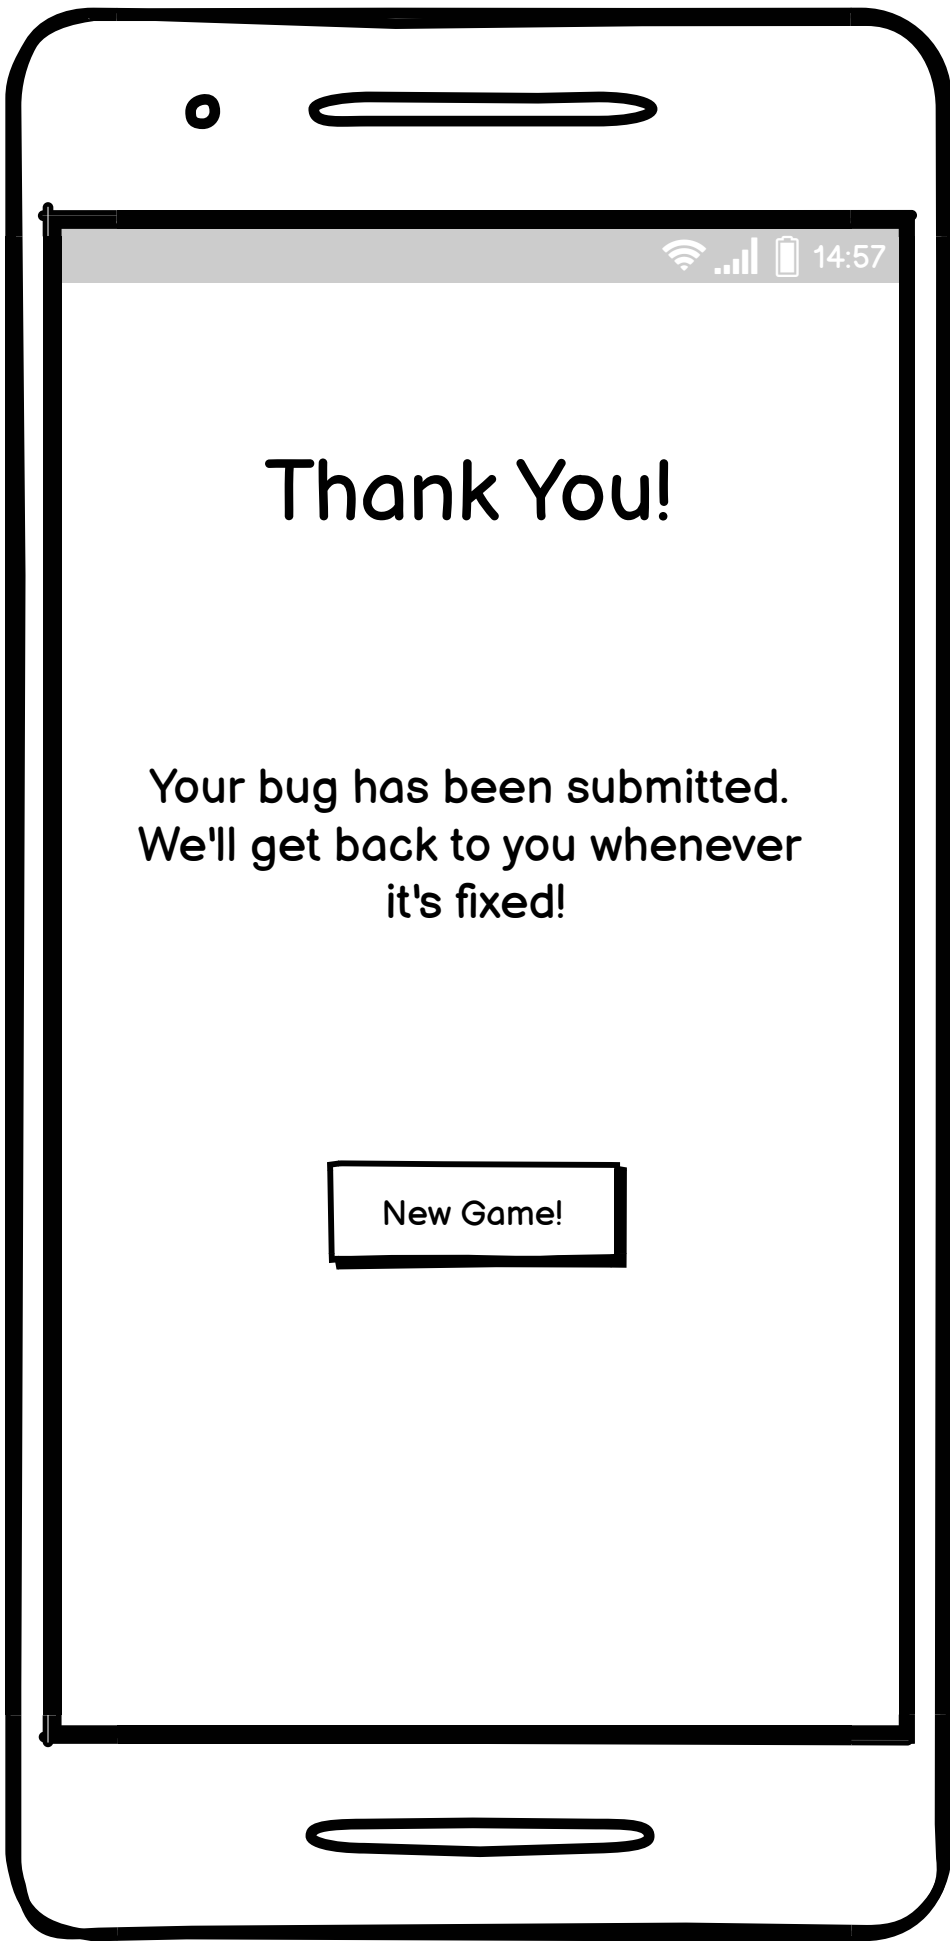 14:57
Thank You!
Your bug has been submitted.
We'll get back to you whenever
it's fixed!
New Game!